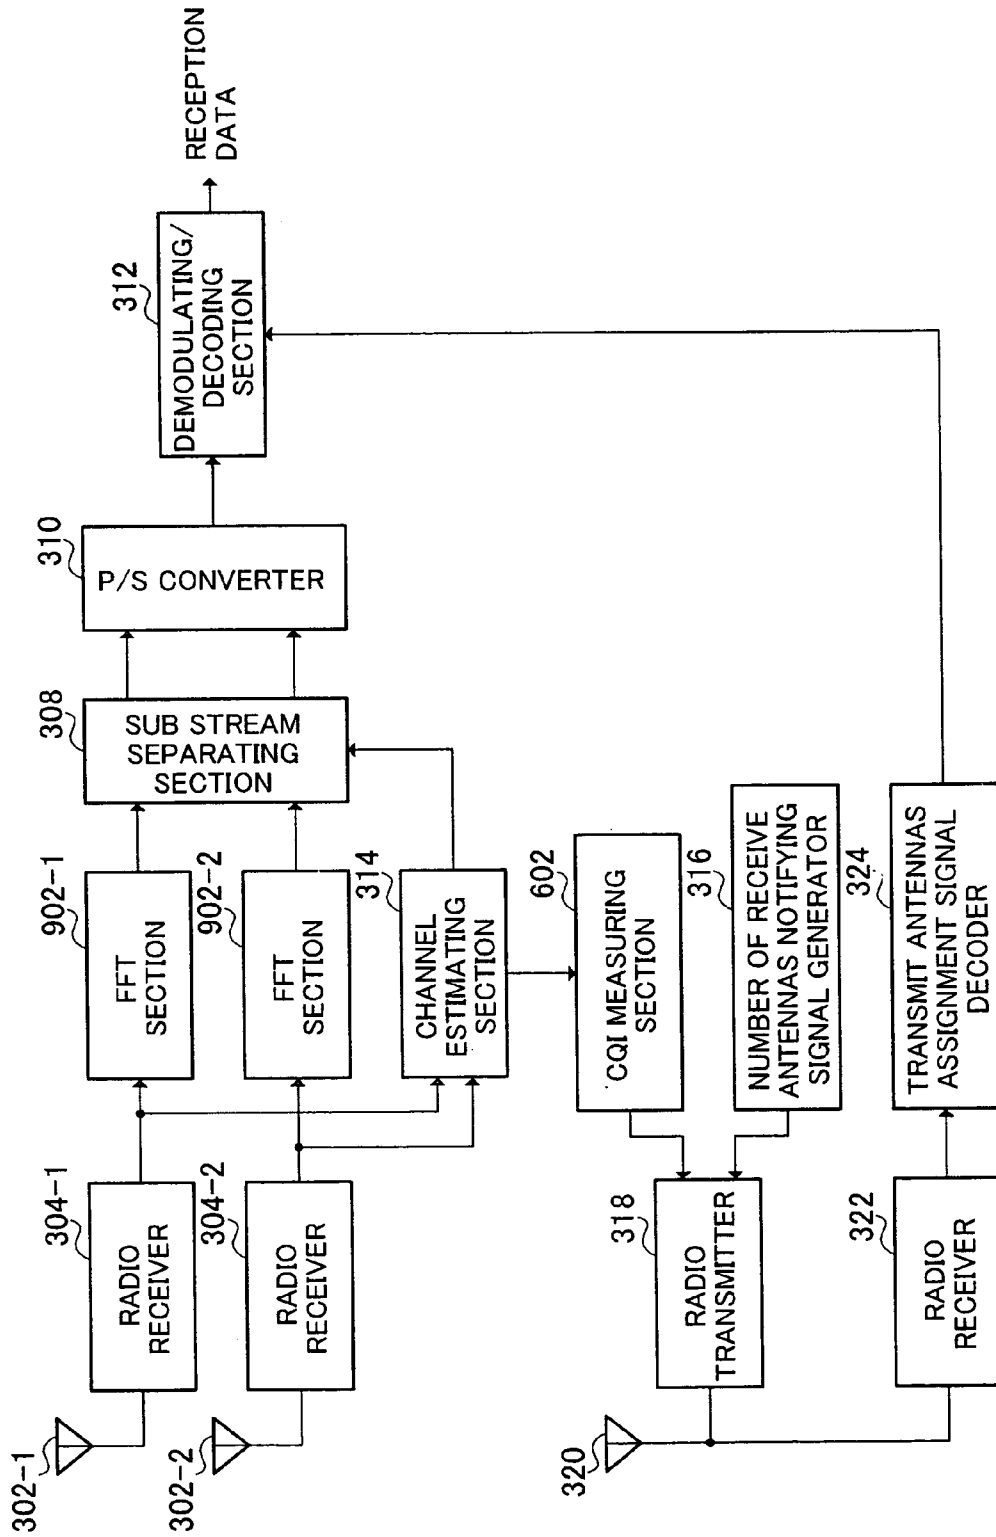 302-1
304-1
RADIO
RECEIVER
902-1
FFT
SECTION
302-2
304-2
RADIO
RECEIVER
902-2
FFT
SECTION
308
SUB STREAM
SEPARATING
SECTION
310
P/S CONVERTER
312
DEMODULATING/
DECODING
SECTION
RECEPTION
DATA
314
CHANNEL
ESTIMATING
SECTION
602
CQI MEASURING
SECTION
316
NUMBER OF RECEIVE
ANTENNAS NOTIFYING
SIGNAL GENERATOR
318
RADIO
TRANSMITTER
320
322
RADIO
RECEIVER
324
TRANSMIT ANTENNAS
ASSIGNMENT SIGNAL
DECODER